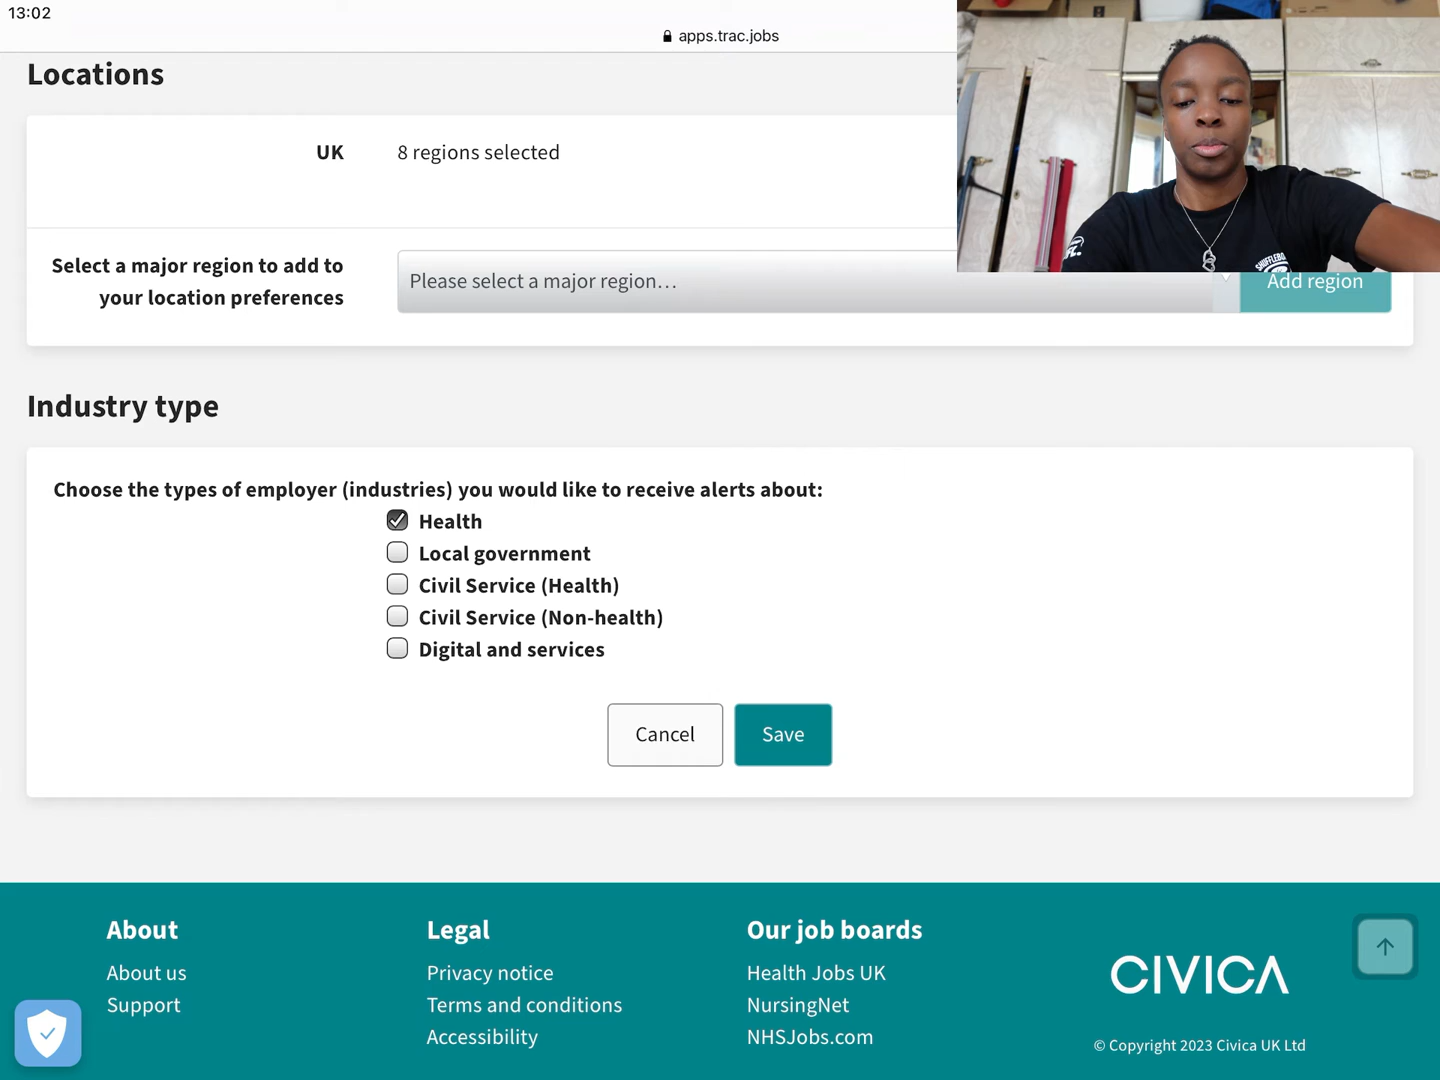 13:02
apps.trac.jobs
Locations
UK
8 regions selected
Select a major region to add to
your location preferences
Please select a major region...
Add region
Industry type
Choose the types of employer (industries) you would like to receive alerts about:
Health
Local government
Civil Service (Health)
Civil Service (Non-health)
Digital and services
Cancel
Save
About
About us
Support
Legal
Privacy notice
Terms and conditions
Accessibility
Our job boards
Health Jobs UK
NursingNet
NHSJobs.com
CIVICA
© Copyright 2023 Civica UK Ltd